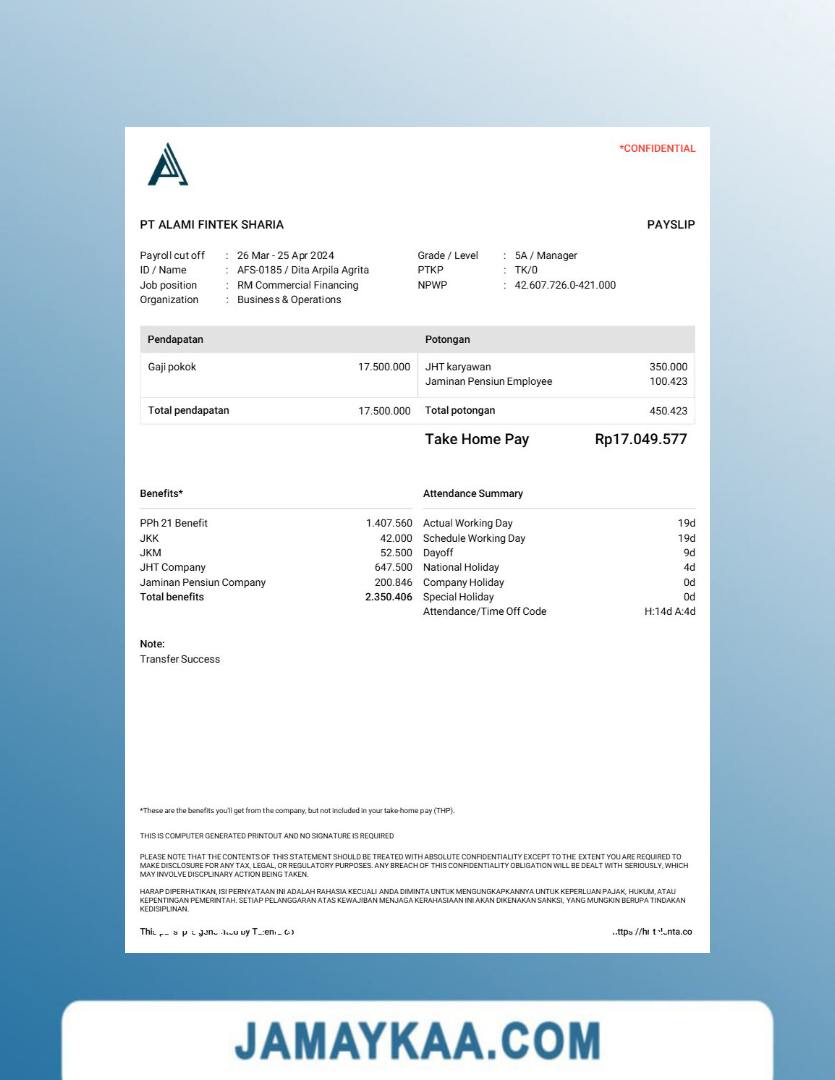 *CONFIDENTIAL
PT ALAMI FINTEK SHARIA PAYSLIP
Payroll cut off : 26 Mar - 25 Apr 2024 Grade / Level : 5A / Manager
ID / Name : AFS-0185 / Dita Arpila Agrita PTKP : TK/0
Job position : RM Commercial Financing NPWP : 42.607.726.0-421.000
Organization : Business & Operations
Pendapatan Potongan
Gaji pokok 17.500.000 JHT karyawan 350.000
Jaminan Pensiun Employee 100.423
Total pendapatan 17.500.000 Total potongan 450.423
Take Home Pay Rp17.049.577
Benefits* Attendance Summary
PPh 21 Benefit 1.407.560 Actual Working Day 19d
JKK 42.000 Schedule Working Day 19d
JKM 52.500 Dayoff 9d
JHT Company 647.500 National Holiday 4d
Jaminan Pensiun Company 200.846 Company Holiday 0d
Total benefits 2.350.406 Special Holiday 0d
Attendance/Time Off Code H:14d A:4d
Note:
Transfer Success
*These are the benefits you'll get from the company, but not included in your take-home pay (THP).
THIS IS COMPUTER GENERATED PRINTOUT AND NO SIGNATURE IS REQUIRED
PLEASE NOTE THAT THE CONTENTS OF THIS STATEMENT SHOULD BE TREATED WITH ABSOLUTE CONFIDENTIALITY EXCEPT TO THE EXTENT YOU ARE REQUIRED TO
MAKE DISCLOSURE FOR ANY TAX, LEGAL, OR REGULATORY PURPOSES. ANY BREACH OF THIS CONFIDENTIALITY OBLIGATION WILL BE DEALT WITH SERIOUSLY, WHICH
MAY INVOLVE DISCPLINARY ACTION BEING TAKEN.
HARAP DIPERHATIKAN, ISI PERNYATAAN INI ADALAH RAHASIA KECUALI ANDA DIMINTA UNTUK MENGUNGKAPKANNYA UNTUK KEPERLUAN PAJAK, HUKUM, ATAU
KEPENTINGAN PEMERINTAH. SETIAP PELANGGARAN ATAS KEWAJIBAN MENJAGA KERAHASIAAN INI AKAN DIKENAKAN SANKSI, YANG MUNGKIN BERUPA TINDAKAN
KEDISIPLINAN.
by
JAMAYKAA.COM